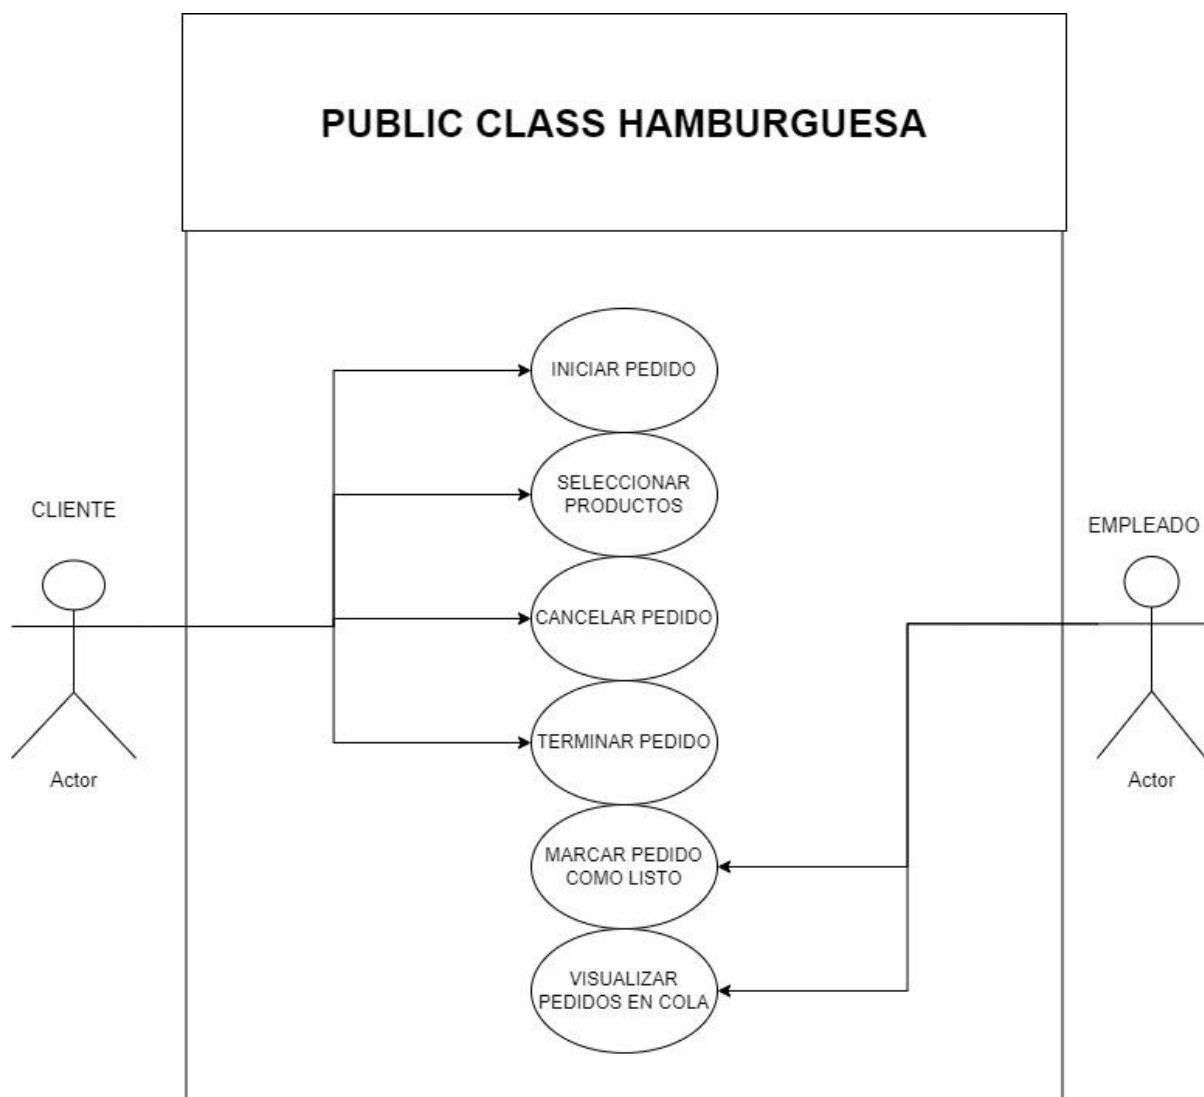 PUBLIC CLASS HAMBURGUESA
INICIAR PEDIDO
SELECCIONAR
PRODUCTOS
CLIENTE
EMPLEADO
CANCELAR PEDIDO
TERMINAR PEDIDO
Actor
Actor
MARCAR PEDIDO
COMO LISTO
VISUALIZAR
PEDIDOS EN COLA